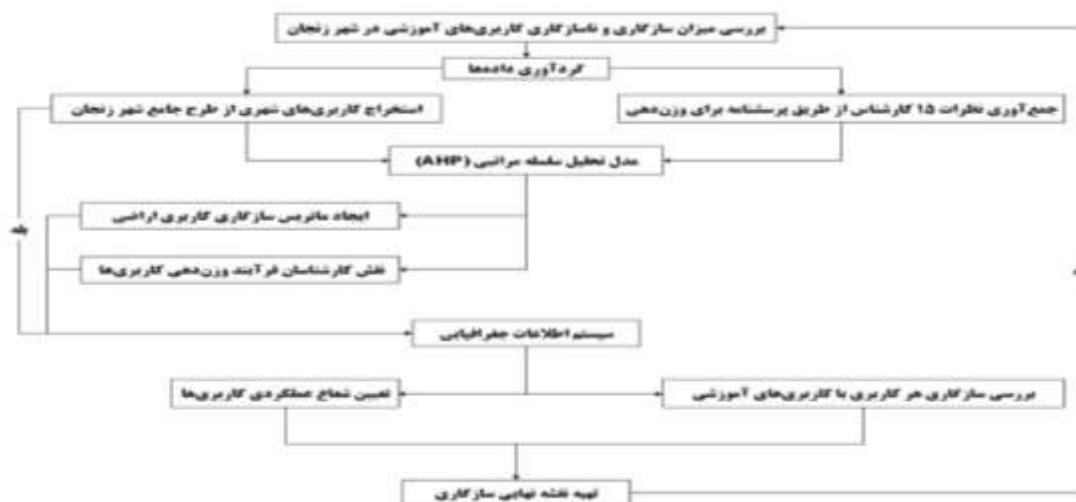 بررسی میزان سازگاری و ناسازگاری کاربری‌های آموزشی در شهر زنجان
گردآوری داده‌ها
جمع‌آوری نظرات 15 کارشناس از طریق پرسشنامه برای وزن‌دهی
استخراج کاربری‌های شهری از طرح جامع شهر زنجان
مدل تحلیل سلسله مراتبی (AHP)
ایجاد ماتریس سازگاری کاربری اراضی
بله
نقش کارشناسان فرآیند وزن‌دهی کاربری‌ها
سیستم اطلاعات جغرافیایی
بررسی سازگاری هر کاربری با کاربری‌های آموزشی
تعیین شعاع عملکردی کاربری‌ها
تهیه نقشه نهایی سازگاری